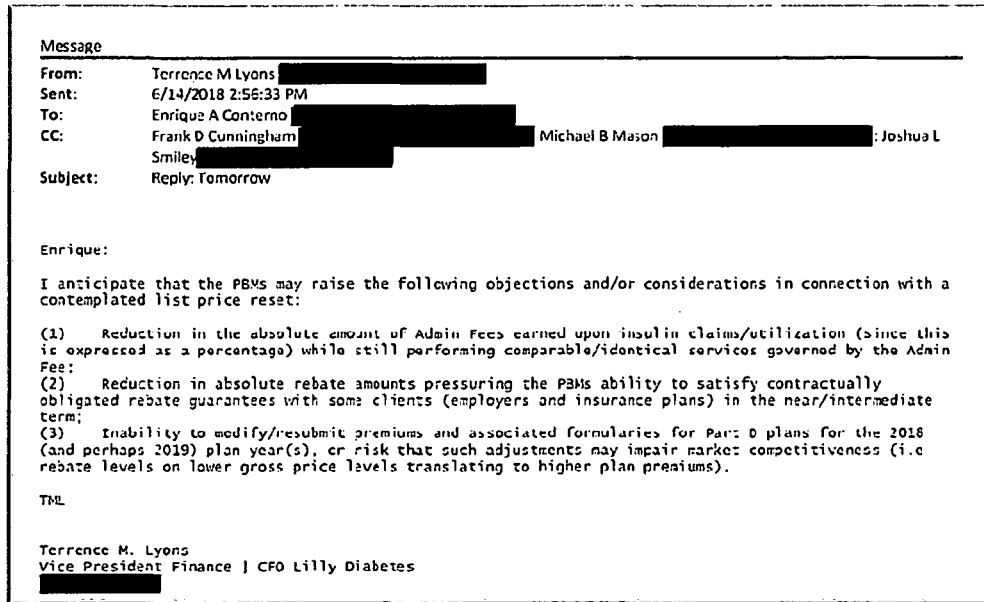 Message
From: Terrence M Lyons
Sent: 6/14/2018 2:56:33 PM
To: Enrique A Conterno
CC: Frank D Cunningham Michael B Mason ; Joshua L
Smiley
Subject: Reply: Tomorrow
Enrique:
I anticipate that the PBMs may raise the following objections and/or considerations in connection with a
contemplated list price reset:
(1) Reduction in the absolute amount of Admin Fees earned upon insulin claims/utilization (since this
is expressed as a percentage) while still performing comparable/identical services governed by the Admin
Fee;
(2) Reduction in absolute rebate amounts pressuring the PBMs ability to satisfy contractually
obligated rebate guarantees with some clients (employers and insurance plans) in the near/intermediate
term;
(3) Inability to modify/resubmit premiums and associated formularies for Part D plans for the 2018
(and perhaps 2019) plan year(s), or risk that such adjustments may impair market competitiveness (i.e
rebate levels on lower gross price levels translating to higher plan premiums).
TML
Terrence M. Lyons
Vice President Finance | CFO Lilly Diabetes